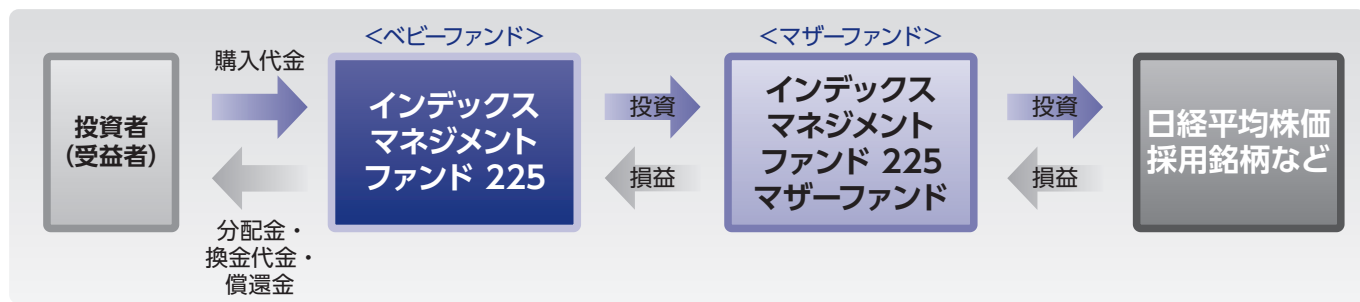 投資者
(受益者)
購入代金
分配金・
換金代金・
償還金
<ベビーファンド>
インデックス
マネジメント
ファンド 225
投資
損益
<マザーファンド>
インデックス
マネジメント
ファンド 225
マザーファンド
投資
損益
日経平均株価
採用銘柄など